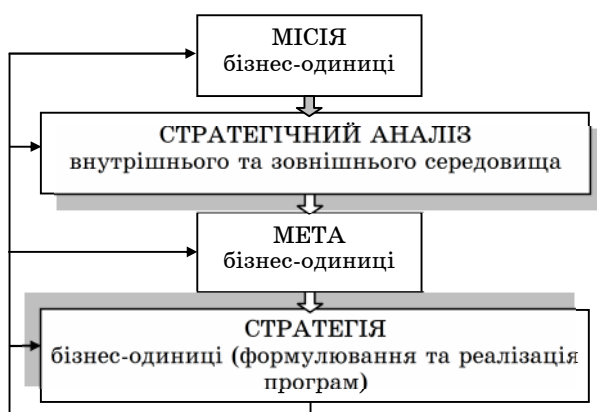 МІСІЯ
бізнес-одиниці
СТРАТЕГІЧНИЙ АНАЛІЗ
внутрішнього та зовнішнього середовища
МЕТА
бізнес-одиниці
СТРАТЕГІЯ
бізнес-одиниці (формулювання та реалізація
програм)